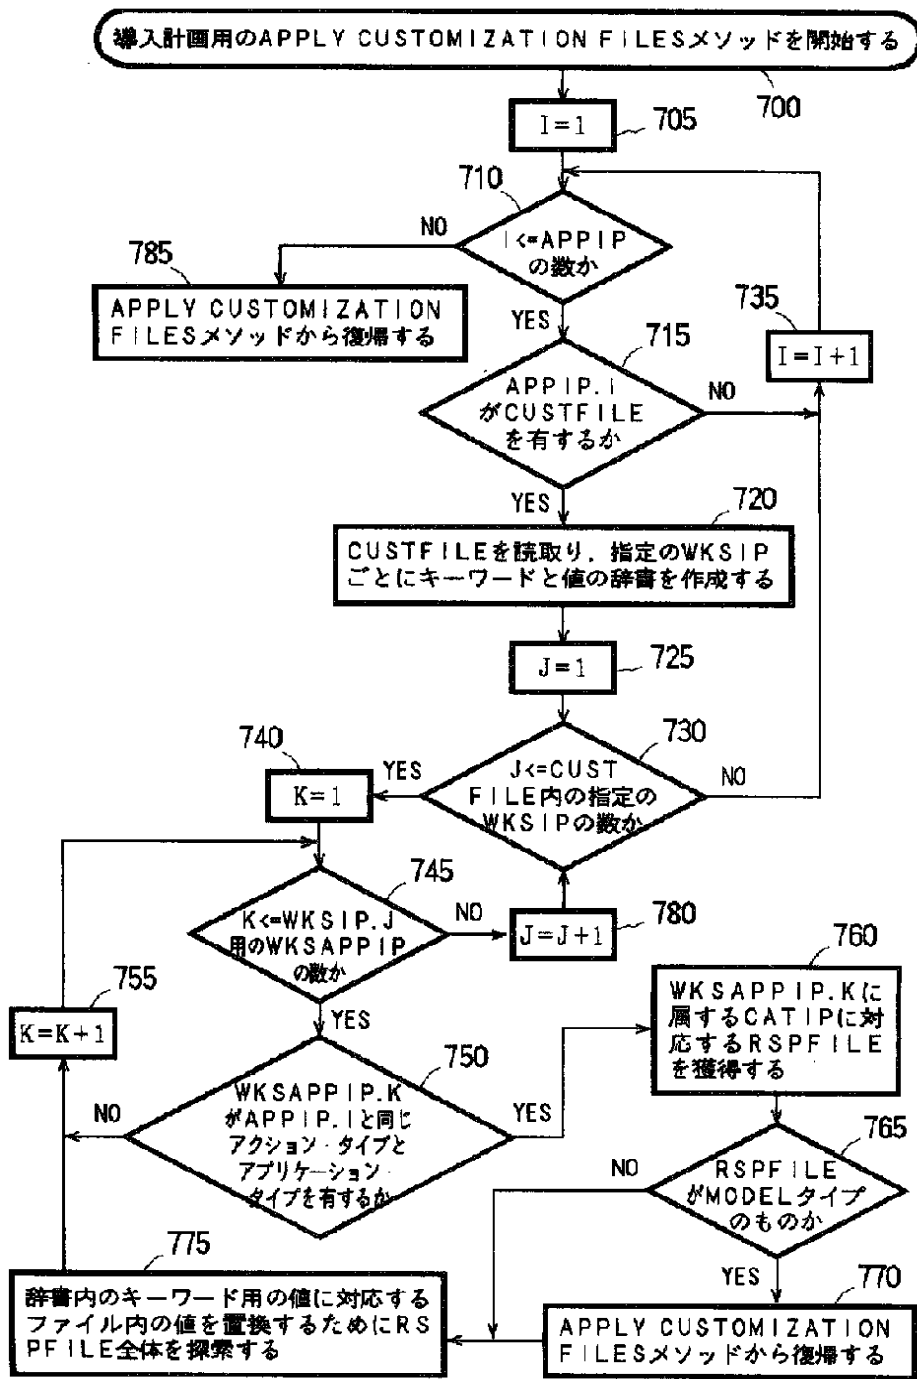 導入計画用のAPPLY CUSTOMIZATION FILESメソッドを開始する
700
I=1
705
710
I<=APPIP
の数か
NO
YES
785
APPLY CUSTOMIZATION
FILESメソッドから復帰する
735
I=I+1
715
APPIP.I
がCUSTFILE
を有するか
NO
YES
720
CUSTFILEを読取り、指定のWKSIP
ごとにキーワードと値の辞書を作成する
J=1
725
730
J<=CUST
FILE内の指定の
WKSIPの数か
YES
NO
740
K=1
745
K<=WKSIP.J
用のWKSAPPIP
の数か
NO
YES
J=J+1
780
755
K=K+1
750
WKSAPPIP.K
がAPPIP.Iと同じ
アクション・タイプと
アプリケーション・
タイプを有するか
NO
YES
760
WKSAPPIP.Kに
属するCATIPに対
応するRSPFILE
を獲得する
765
RSPFILE
がMODELタイプ
のものか
NO
YES
770
APPLY CUSTOMIZATION
FILESメソッドから復帰する
775
辞書内のキーワード用の値に対応する
ファイル内の値を置換するためにRS
PFILE全体を探索する